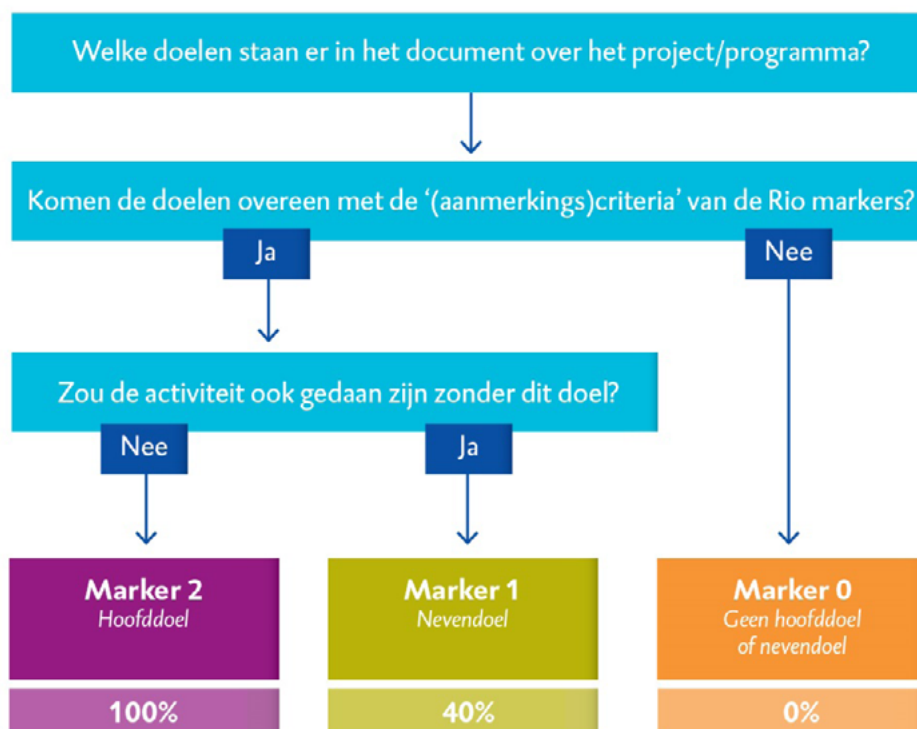 Welke doelen staan er in het document over het project/programma?
Komen de doelen overeen met de ‘(aanmerkings)criteria’ van de Rio markers?
Ja
Nee
Zou de activiteit ook gedaan zijn zonder dit doel?
Nee
Ja
Marker 2
Hoofddoel
100%
Marker 1
Nevendoel
40%
Marker 0
Geen hoofddoel
of nevendoel
0%